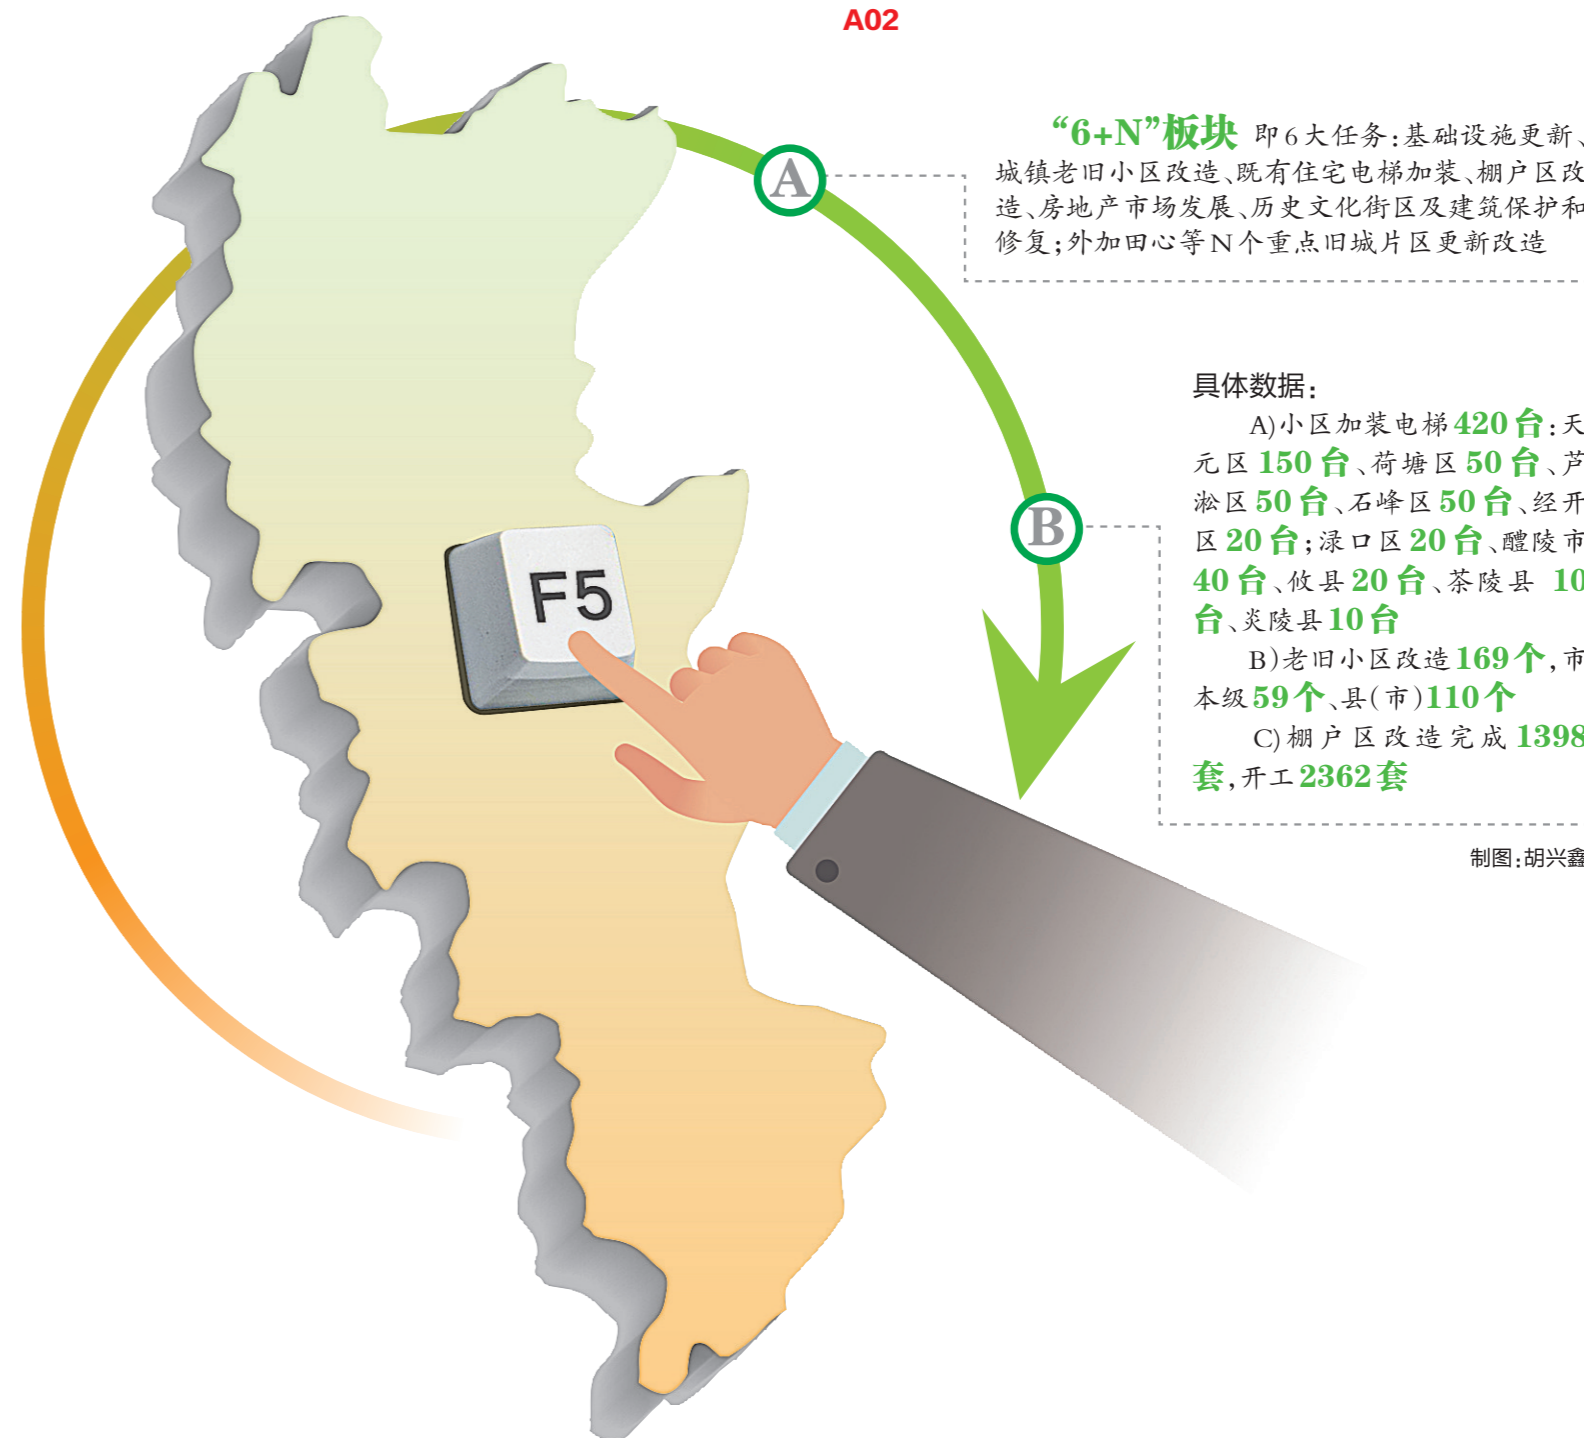 A02
“6+N”板块 即6大任务:基础设施更新、
城镇老旧小区改造、既有住宅电梯加装、棚户区改
造、房地产市场发展、历史文化街区及建筑保护和
修复;外加田心等N个重点旧城片区更新改造
A
具体数据:
A)小区加装电梯420台:天
元区150台、荷塘区50台、芦
淞区50台、石峰区50台、经开
区20台;渌口区20台、醴陵市
40台、攸县20台、茶陵县 10
台、炎陵县10台
B)老旧小区改造169个,市
本级59个、县(市)110个
C)棚户区改造完成1398
套,开工2362套
B
F5
制图:胡兴鑫